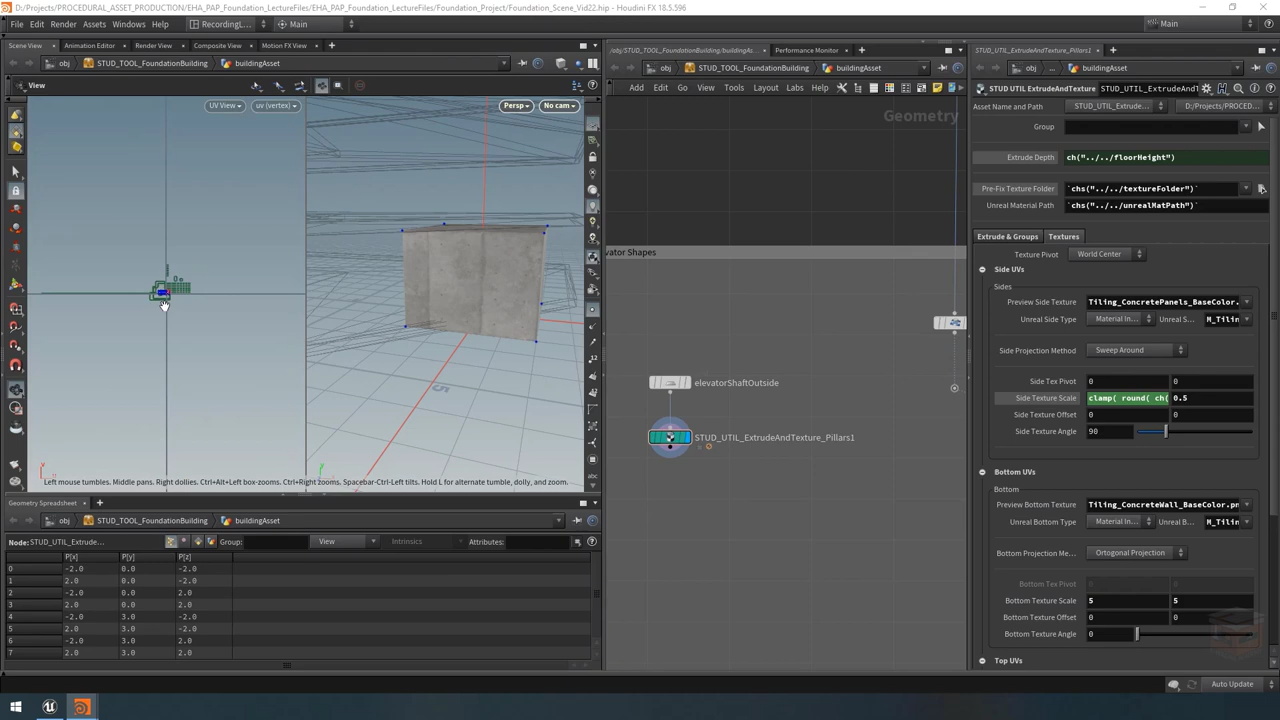 D:/Projects/PROCEDURAL_ASSET_PRODUCTION/EHA_PAP_Foundation_LectureFiles/EHA_PAP_Foundation_LectureFiles/Foundation_Project/Foundation_Scene_Vid22.hip - Houdini FX 18.5.596
File Edit Render Assets Windows Help RecordingL... Main Main
Scene View Animation Editor Render View Composite View Motion FX View
/obj/STUD_TOOL_FoundationBuilding/buildingAs... Performance Monitor
STUD_UTIL_ExtrudeAndTexture_Pillars1
obj STUD_TOOL_FoundationBuilding buildingAsset
obj STUD_TOOL_FoundationBuilding buildingAsset
obj ... buildingAsset
View
Add Edit Go View Tools Layout Labs Help
STUD UTIL ExtrudeAndTexture STUD_UTIL_ExtrudeAnd
UV View uv (vertex) Persp No cam
Geometry
Asset Name and Path STUD_UTIL_Extrude... D:/Projects/PROCED...
Group
Extrude Depth ch("../../floorHeight")
Pre-Fix Texture Folder `chs("../../textureFolder")`
Unreal Material Path `chs("../../unrealMatPath")`
Extrude & Groups Textures
Texture Pivot World Center
Side UVs
Sides
Preview Side Texture Tiling_ConcretePanels_BaseColor.
Unreal Side Type Material In... Unreal S... M_Tilin
Side Projection Method Sweep Around
Side Tex Pivot 0 0
Side Texture Scale clamp( round( ch( 0.5
Side Texture Offset 0 0
Side Texture Angle 90
Bottom UVs
Bottom
Preview Bottom Texture Tiling_ConcreteWall_BaseColor.pn
Unreal Bottom Type Material In... Unreal B... M_Tilin
Bottom Projection Me... Ortogonal Projection
Bottom Tex Pivot 0 0
Bottom Texture Scale 5 5
Bottom Texture Offset 0 0
Bottom Texture Angle 0
Top UVs
vator Shapes
elevatorShaftOutside
STUD_UTIL_ExtrudeAndTexture_Pillars1
5
Left mouse tumbles. Middle pans. Right dollies. Ctrl+Alt+Left box-zooms. Ctrl+Right zooms. Spacebar-Ctrl-Left tilts. Hold L for alternate tumble, dolly, and zoom.
Geometry Spreadsheet
obj STUD_TOOL_FoundationBuilding buildingAsset
Node: STUD_UTIL_Extrude... Group: View Intrinsics Attributes:
P[x] P[y] P[z]
0 -2.0 0.0 -2.0
1 2.0 0.0 -2.0
2 -2.0 0.0 2.0
3 2.0 0.0 2.0
4 -2.0 3.0 -2.0
5 2.0 3.0 -2.0
6 -2.0 3.0 2.0
7 2.0 3.0 2.0
Auto Update